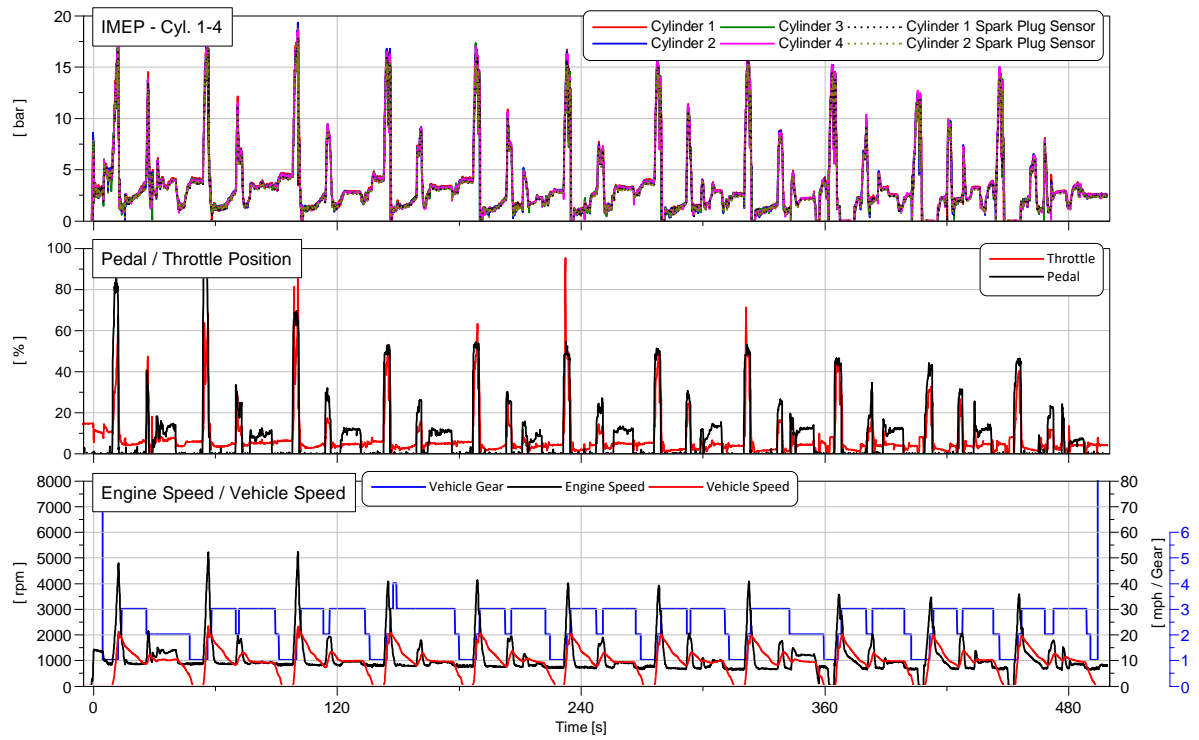 IMEP - Cyl. 1-4
Cylinder 1 Cylinder 3 Cylinder 1 Spark Plug Sensor
Cylinder 2 Cylinder 4 Cylinder 2 Spark Plug Sensor
20
15
10
5
0
[ bar ]
Pedal / Throttle Position
Throttle
Pedal
100
80
60
40
20
0
[ % ]
Engine Speed / Vehicle Speed
Vehicle Gear Engine Speed Vehicle Speed
8000
7000
6000
5000
4000
3000
2000
1000
0
[ rpm ]
80
70
60
50
40
30
20
10
0
[ mph / Gear ]
6
5
4
3
2
1
0
0 120 240 360 480
Time [s]